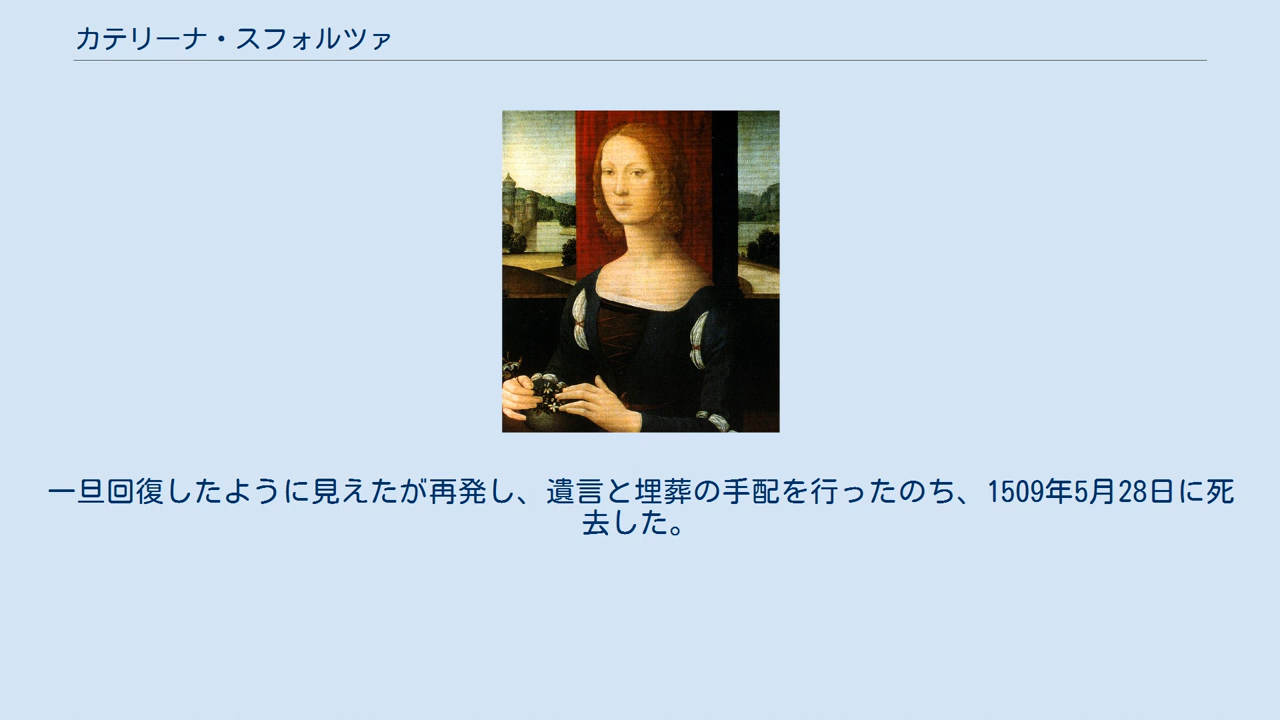 カテリーナ・スフォルツァ
一旦回復したように見えたが再発し、遺言と埋葬の手配を行ったのち、1509年5月28日に死
去した。